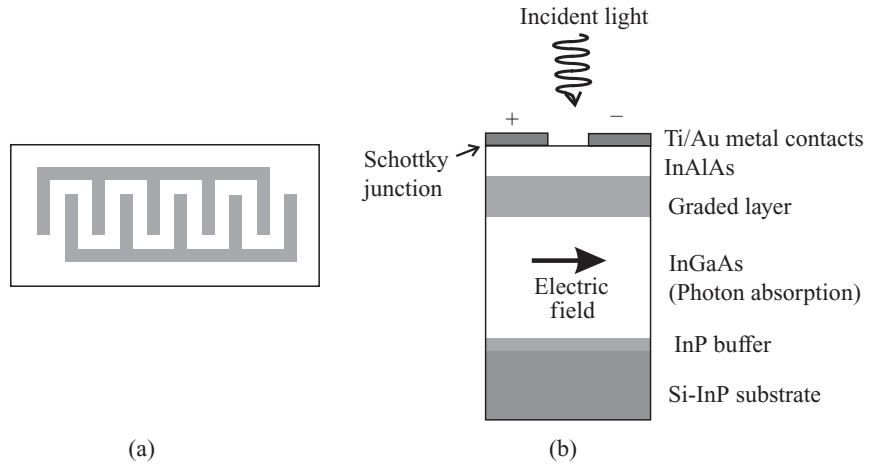 Incident light
+
−
Schottky
junction
Ti/Au metal contacts
InAlAs
Graded layer
InGaAs
(Photon absorption)
Electric
field
InP buffer
Si-InP substrate
(a)
(b)